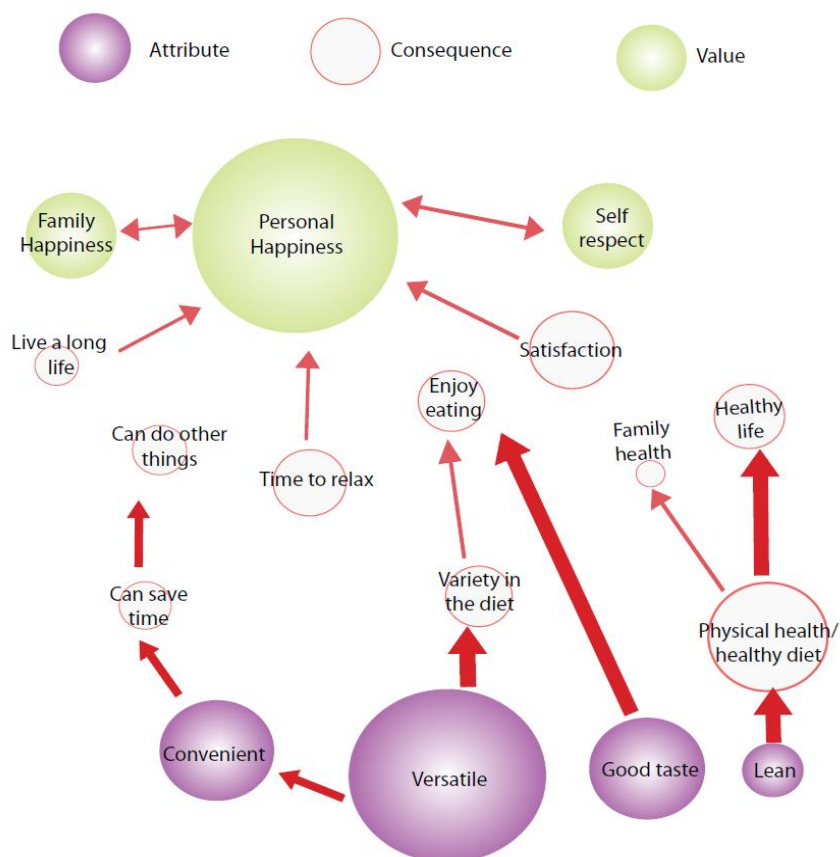 Attribute
Consequence
Value
Family
Happiness
Personal
Happiness
Self
respect
Live a long
life
Satisfaction
Enjoy
eating
Healthy
life
Can do other
things
Time to relax
Family
health
Can save
time
Variety in
the diet
Physical health/
healthy diet
Convenient
Versatile
Good taste
Lean